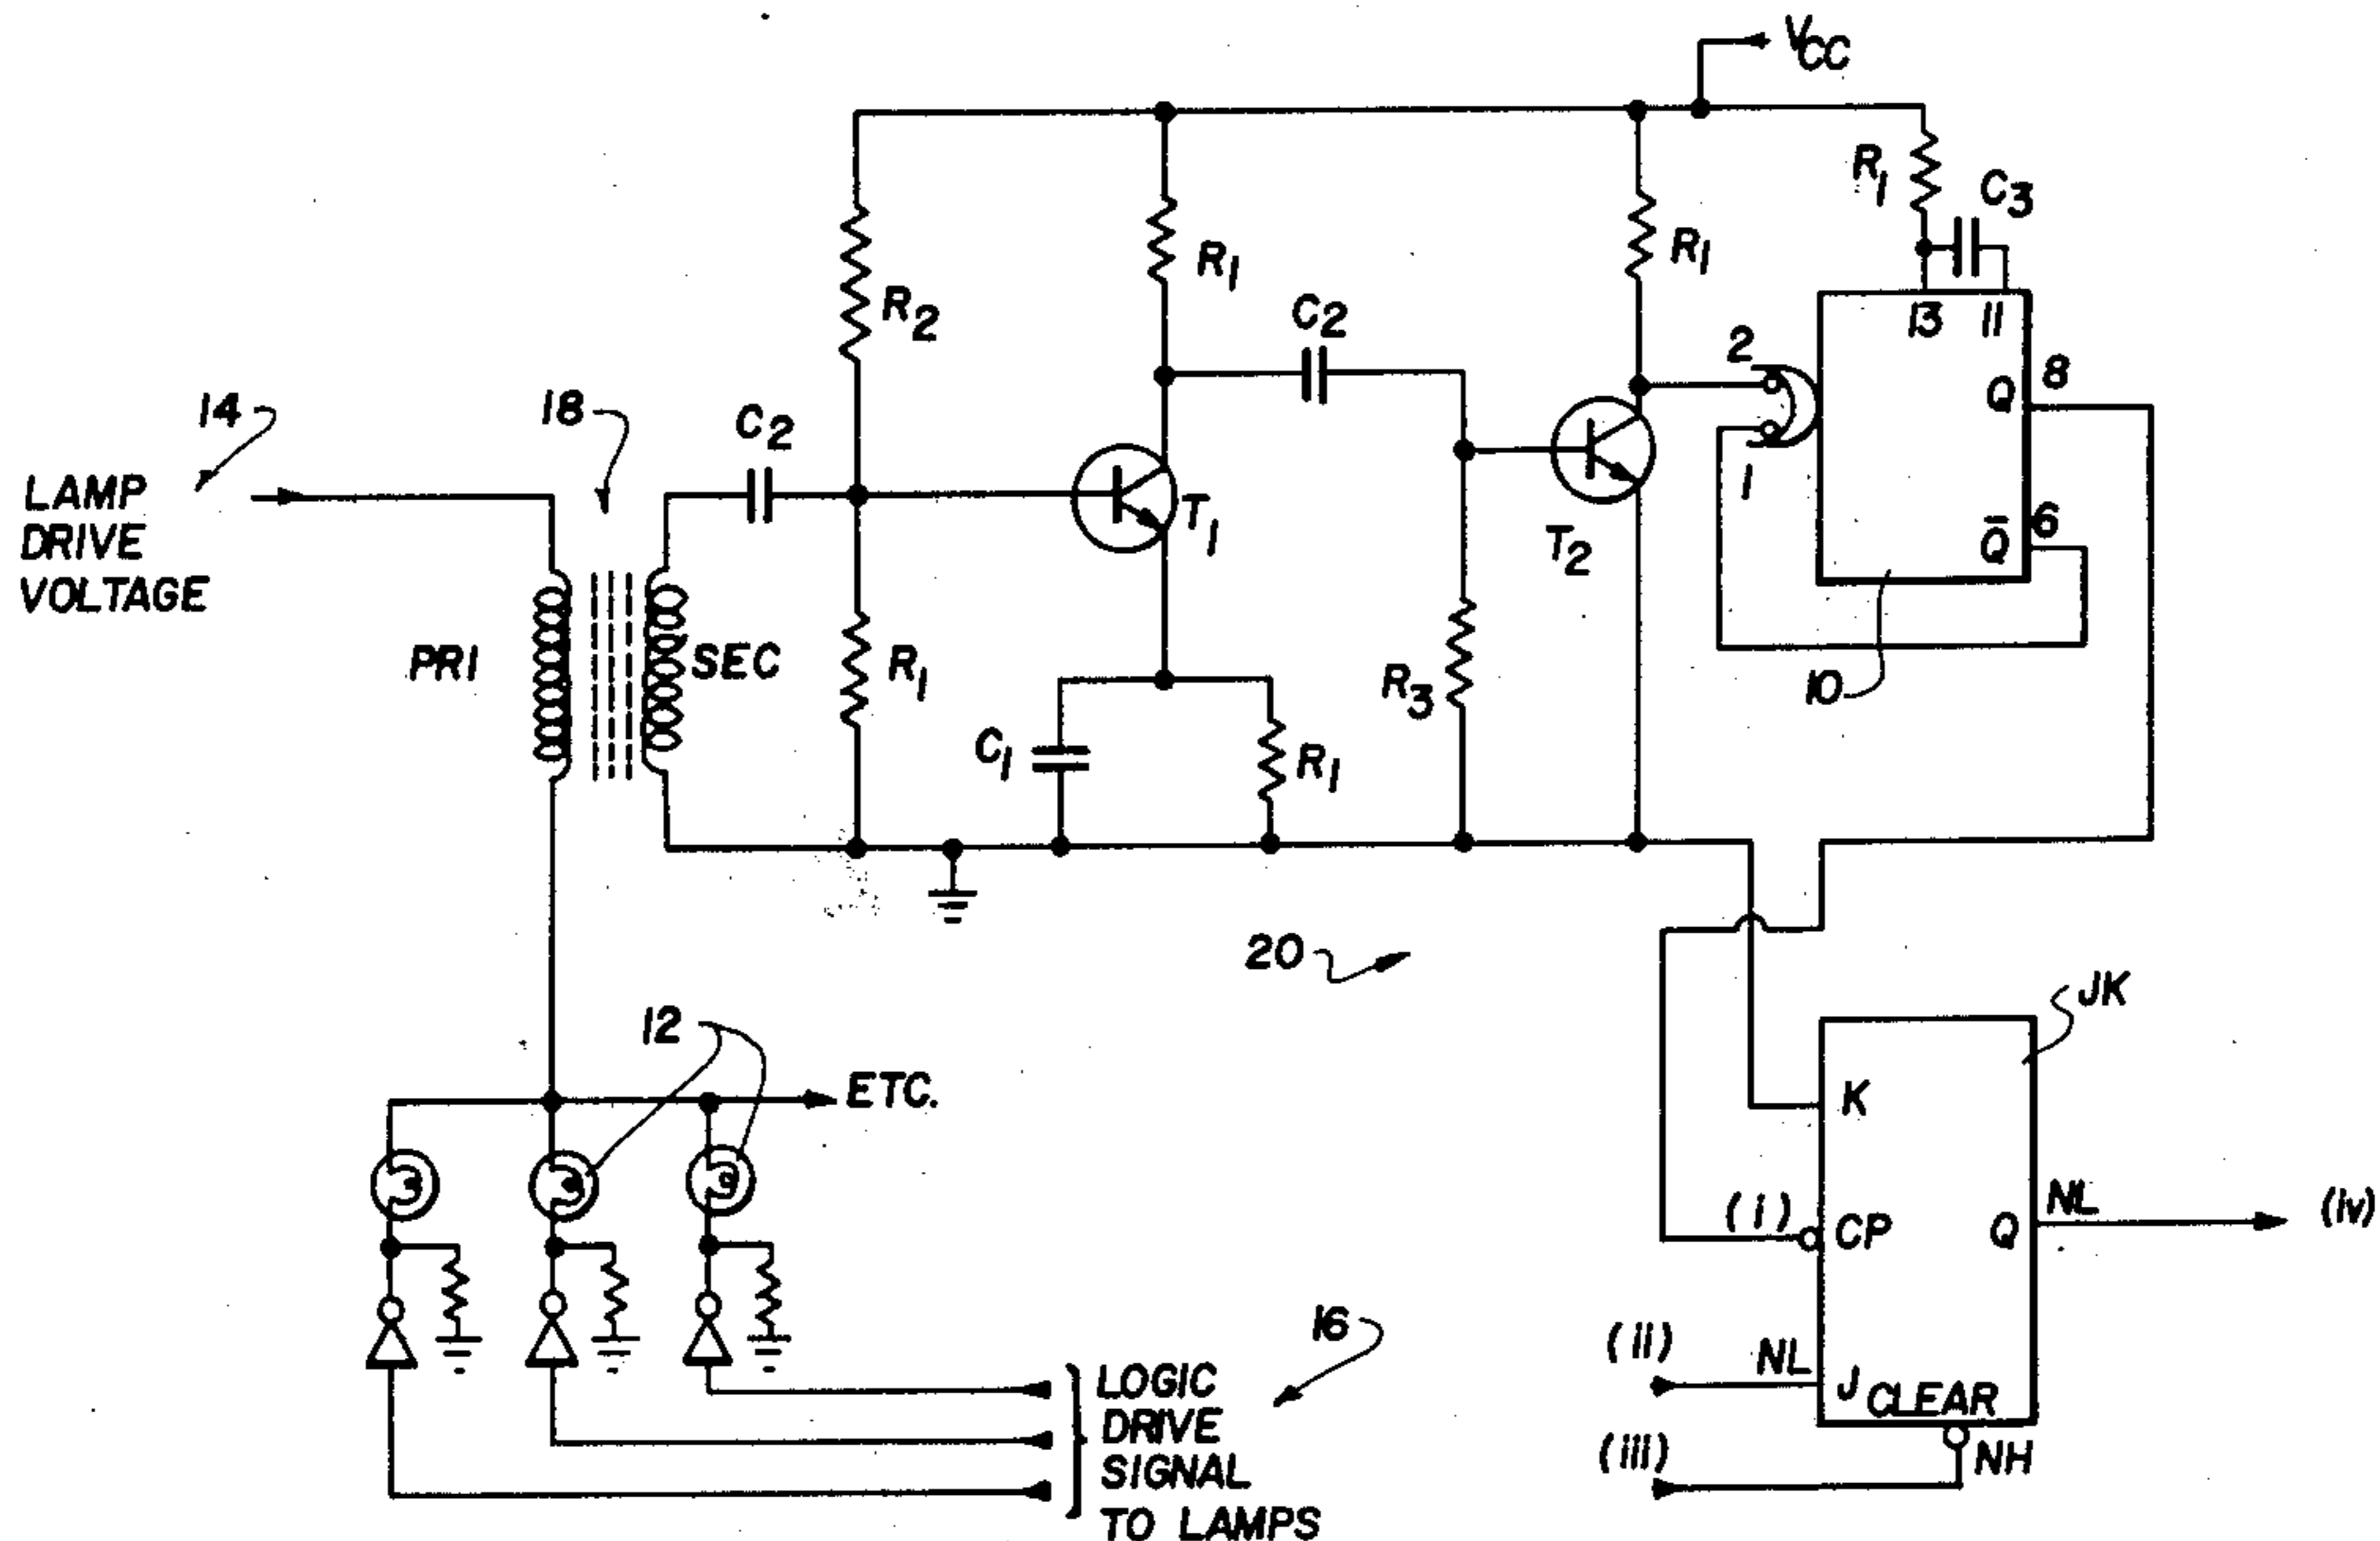 VCC
R1
C3
R1
R1
R2
C2
2
13 11
8
Q
14
18
C2
LAMP
DRIVE
VOLTAGE
T1
1
T2
Q̅
6
PRI
SEC
R1
R3
10
C1
R1
20
JK
12
ETC.
K
(i)
CP
Q
NL
(iv)
16
(ii)
NL
J
CLEAR
LOGIC
DRIVE
SIGNAL
TO LAMPS
(iii)
NH